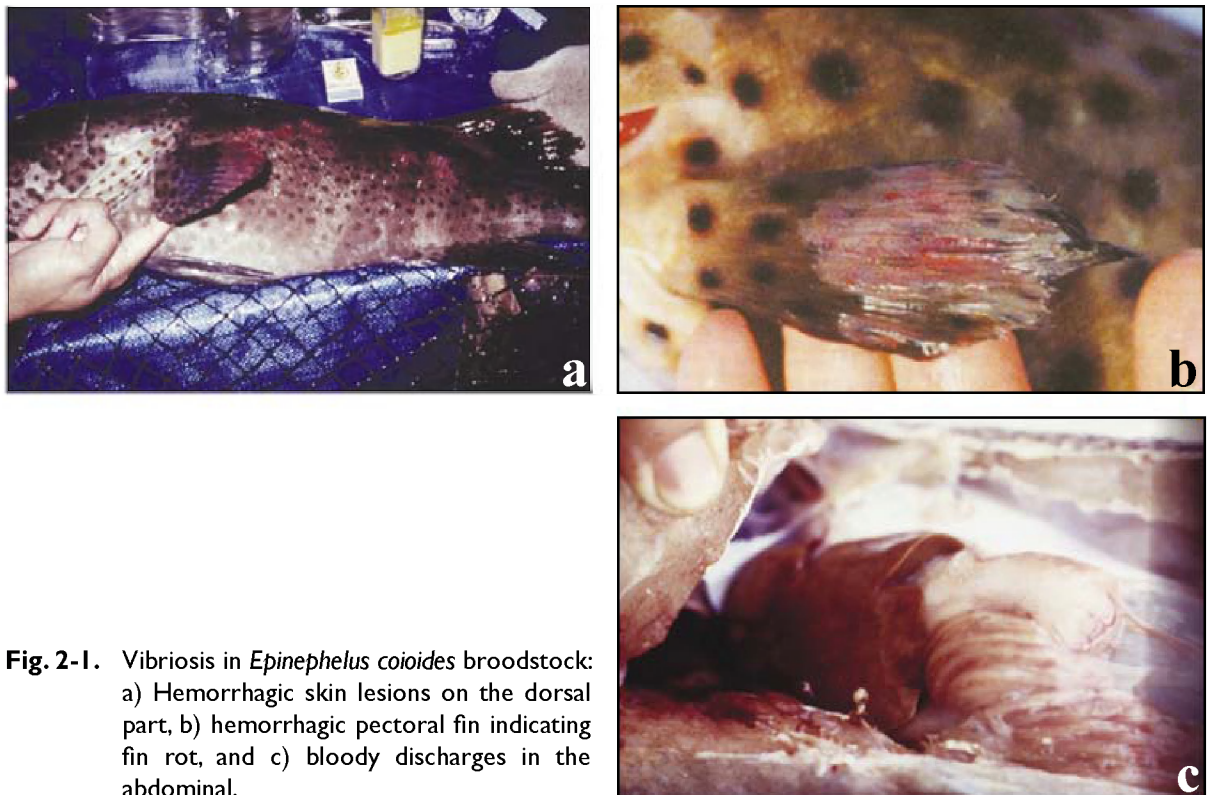 a
b
c
Fig. 2-1. Vibriosis in Epinephelus coioides broodstock:
a) Hemorrhagic skin lesions on the dorsal
part, b) hemorrhagic pectoral fin indicating
fin rot, and c) bloody discharges in the
abdominal.